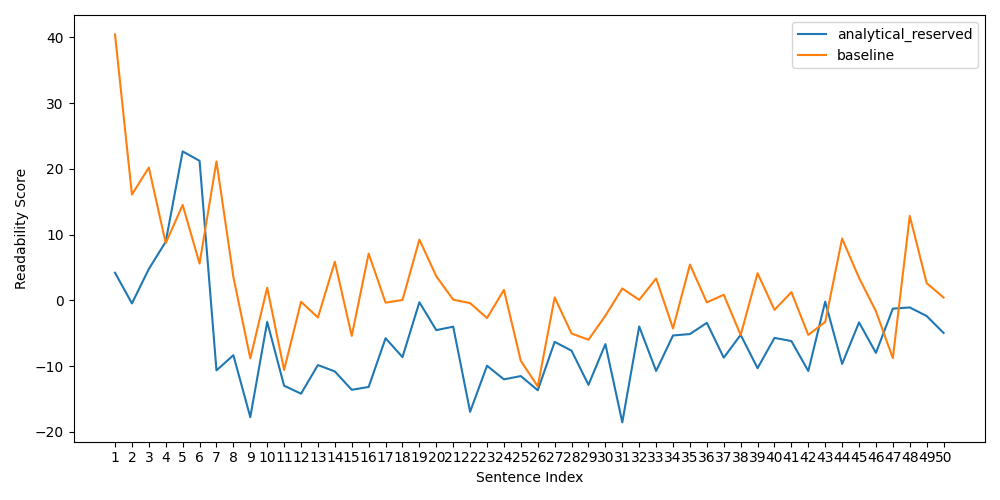 analytical_reserved
baseline
40
30
20
10
0
−10
−20
Readability Score
1 2 3 4 5 6 7 8 9 10 11 12 13 14 15 16 17 18 19 20 21 22 23 24 25 26 27 28 29 30 31 32 33 34 35 36 37 38 39 40 41 42 43 44 45 46 47 48 49 50
Sentence Index